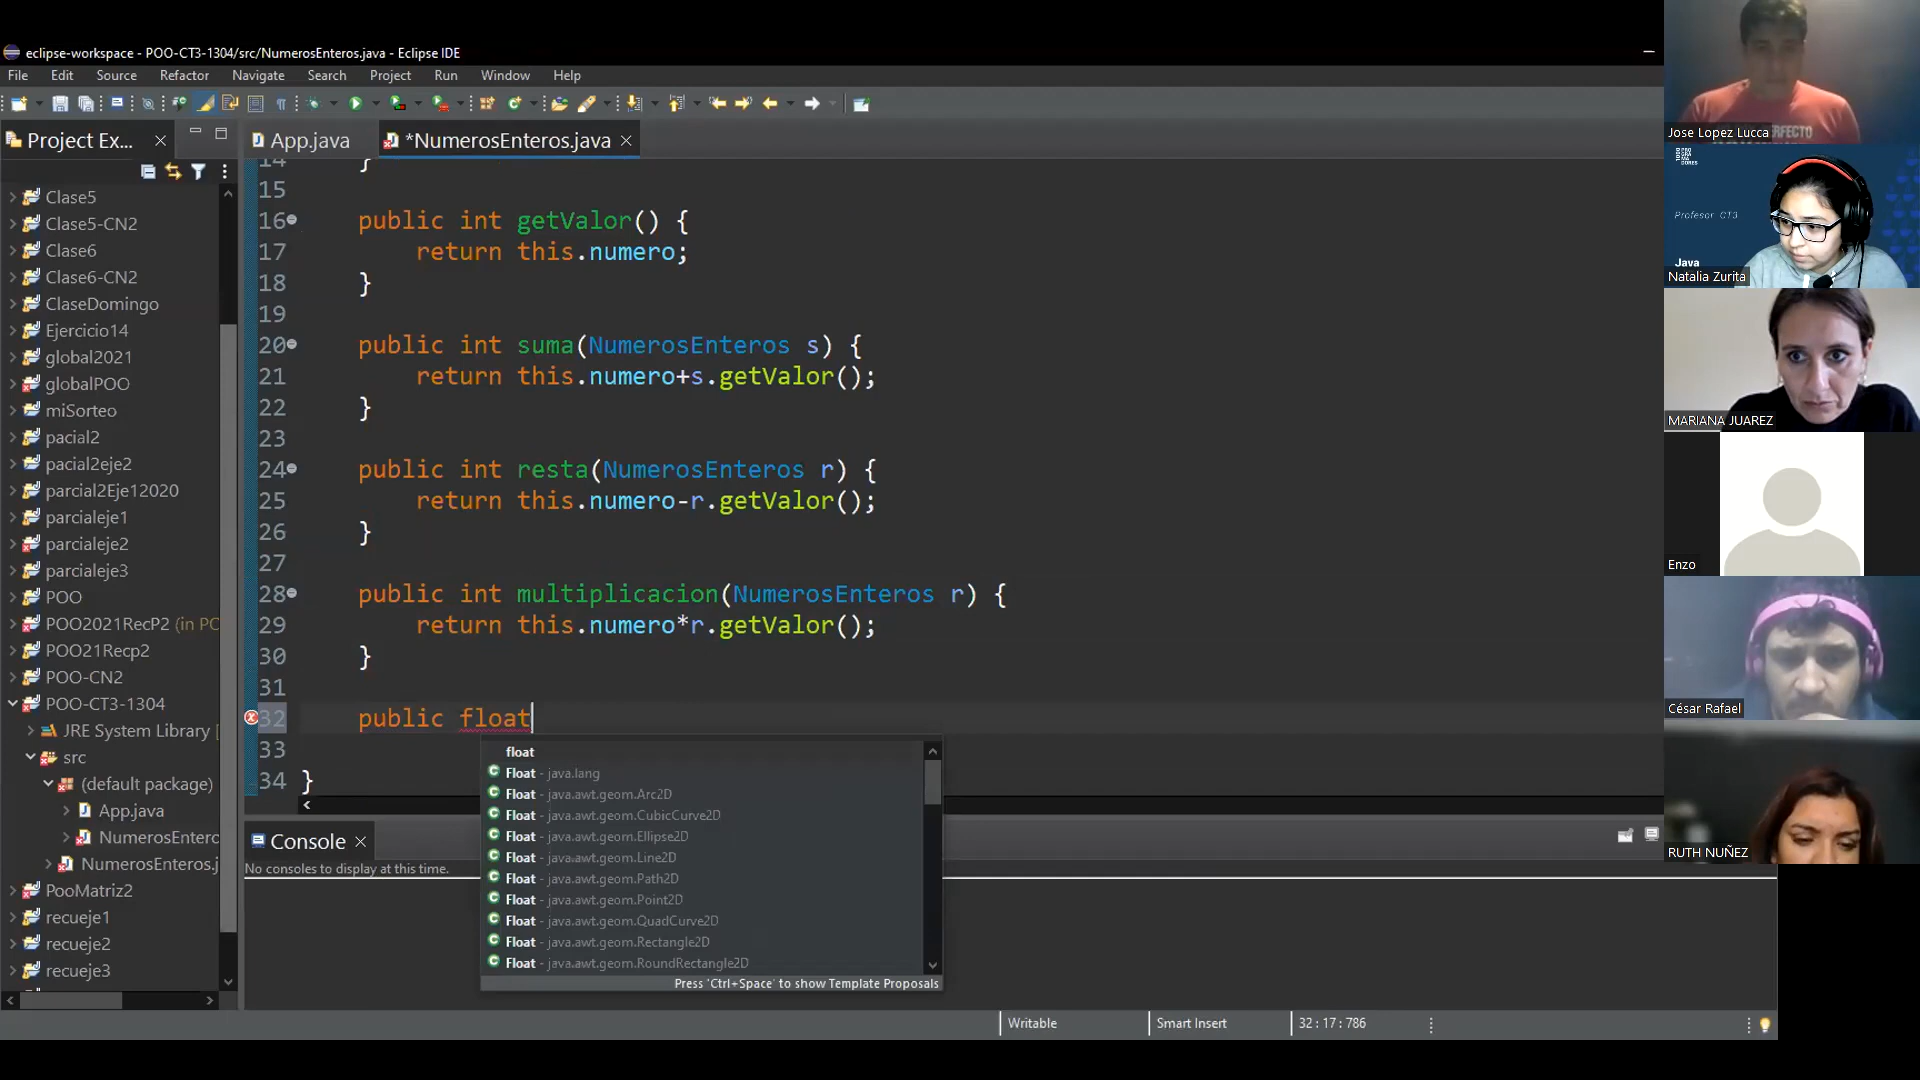 eclipse-workspace - POO-CT3-1304/src/NumerosEnteros.java - Eclipse IDE
File Edit Source Refactor Navigate Search Project Run Window Help
Project Ex...
App.java
*NumerosEnteros.java
Clase5
Clase5-CN2
Clase6
Clase6-CN2
ClaseDomingo
Ejercicio14
global2021
globalPOO
miSorteo
pacial2
pacial2eje2
parcial2Eje12020
parcialeje1
parcialeje2
parcialeje3
POO
POO2021RecP2 (in PC
POO21Recp2
POO-CN2
POO-CT3-1304
JRE System Library [
src
(default package)
App.java
NumerosEnterc
NumerosEnteros.j
PooMatriz2
recueje1
recueje2
recueje3
14 }
15
16 public int getValor() {
17 return this.numero;
18 }
19
20 public int suma(NumerosEnteros s) {
21 return this.numero+s.getValor();
22 }
23
24 public int resta(NumerosEnteros r) {
25 return this.numero-r.getValor();
26 }
27
28 public int multiplicacion(NumerosEnteros r) {
29 return this.numero*r.getValor();
30 }
31
32 public float
33
34 }
float
Float - java.lang
Float - java.awt.geom.Arc2D
Float - java.awt.geom.CubicCurve2D
Float - java.awt.geom.Ellipse2D
Float - java.awt.geom.Line2D
Float - java.awt.geom.Path2D
Float - java.awt.geom.Point2D
Float - java.awt.geom.QuadCurve2D
Float - java.awt.geom.Rectangle2D
Float - java.awt.geom.RoundRectangle2D
Press 'Ctrl+Space' to show Template Proposals
Console
No consoles to display at this time.
Writable
Smart Insert
32 : 17 : 786
Jose Lopez Lucca
PRO
GRA
MA
DORES
Profesor CT3
Java
Natalia Zurita
MARIANA JUAREZ
Enzo
César Rafael
RUTH NUÑEZ